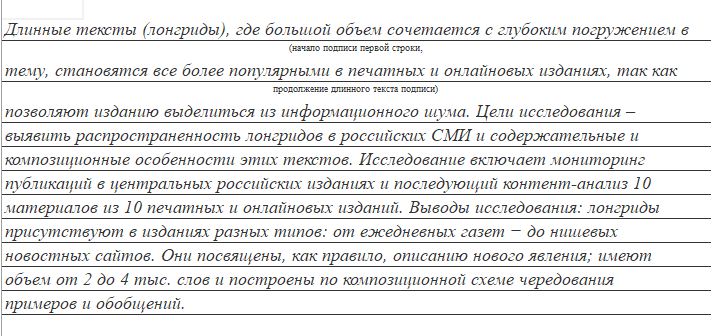 Длинные тексты (лонгриды), где большой объем сочетается с глубоким погружением в
(начало подписи первой строки,
тему, становятся все более популярными в печатных и онлайновых изданиях, так как
продолжение длинного текста подписи)
позволяют изданию выделиться из информационного шума. Цели исследования –
выявить распространенность лонгридов в российских СМИ и содержательные и
композиционные особенности этих текстов. Исследование включает мониторинг
публикаций в центральных российских изданиях и последующий контент-анализ 10
материалов из 10 печатных и онлайновых изданий. Выводы исследования: лонгриды
присутствуют в изданиях разных типов: от ежедневных газет − до нишевых
новостных сайтов. Они посвящены, как правило, описанию нового явления; имеют
объем от 2 до 4 тыс. слов и построены по композиционной схеме чередования
примеров и обобщений.